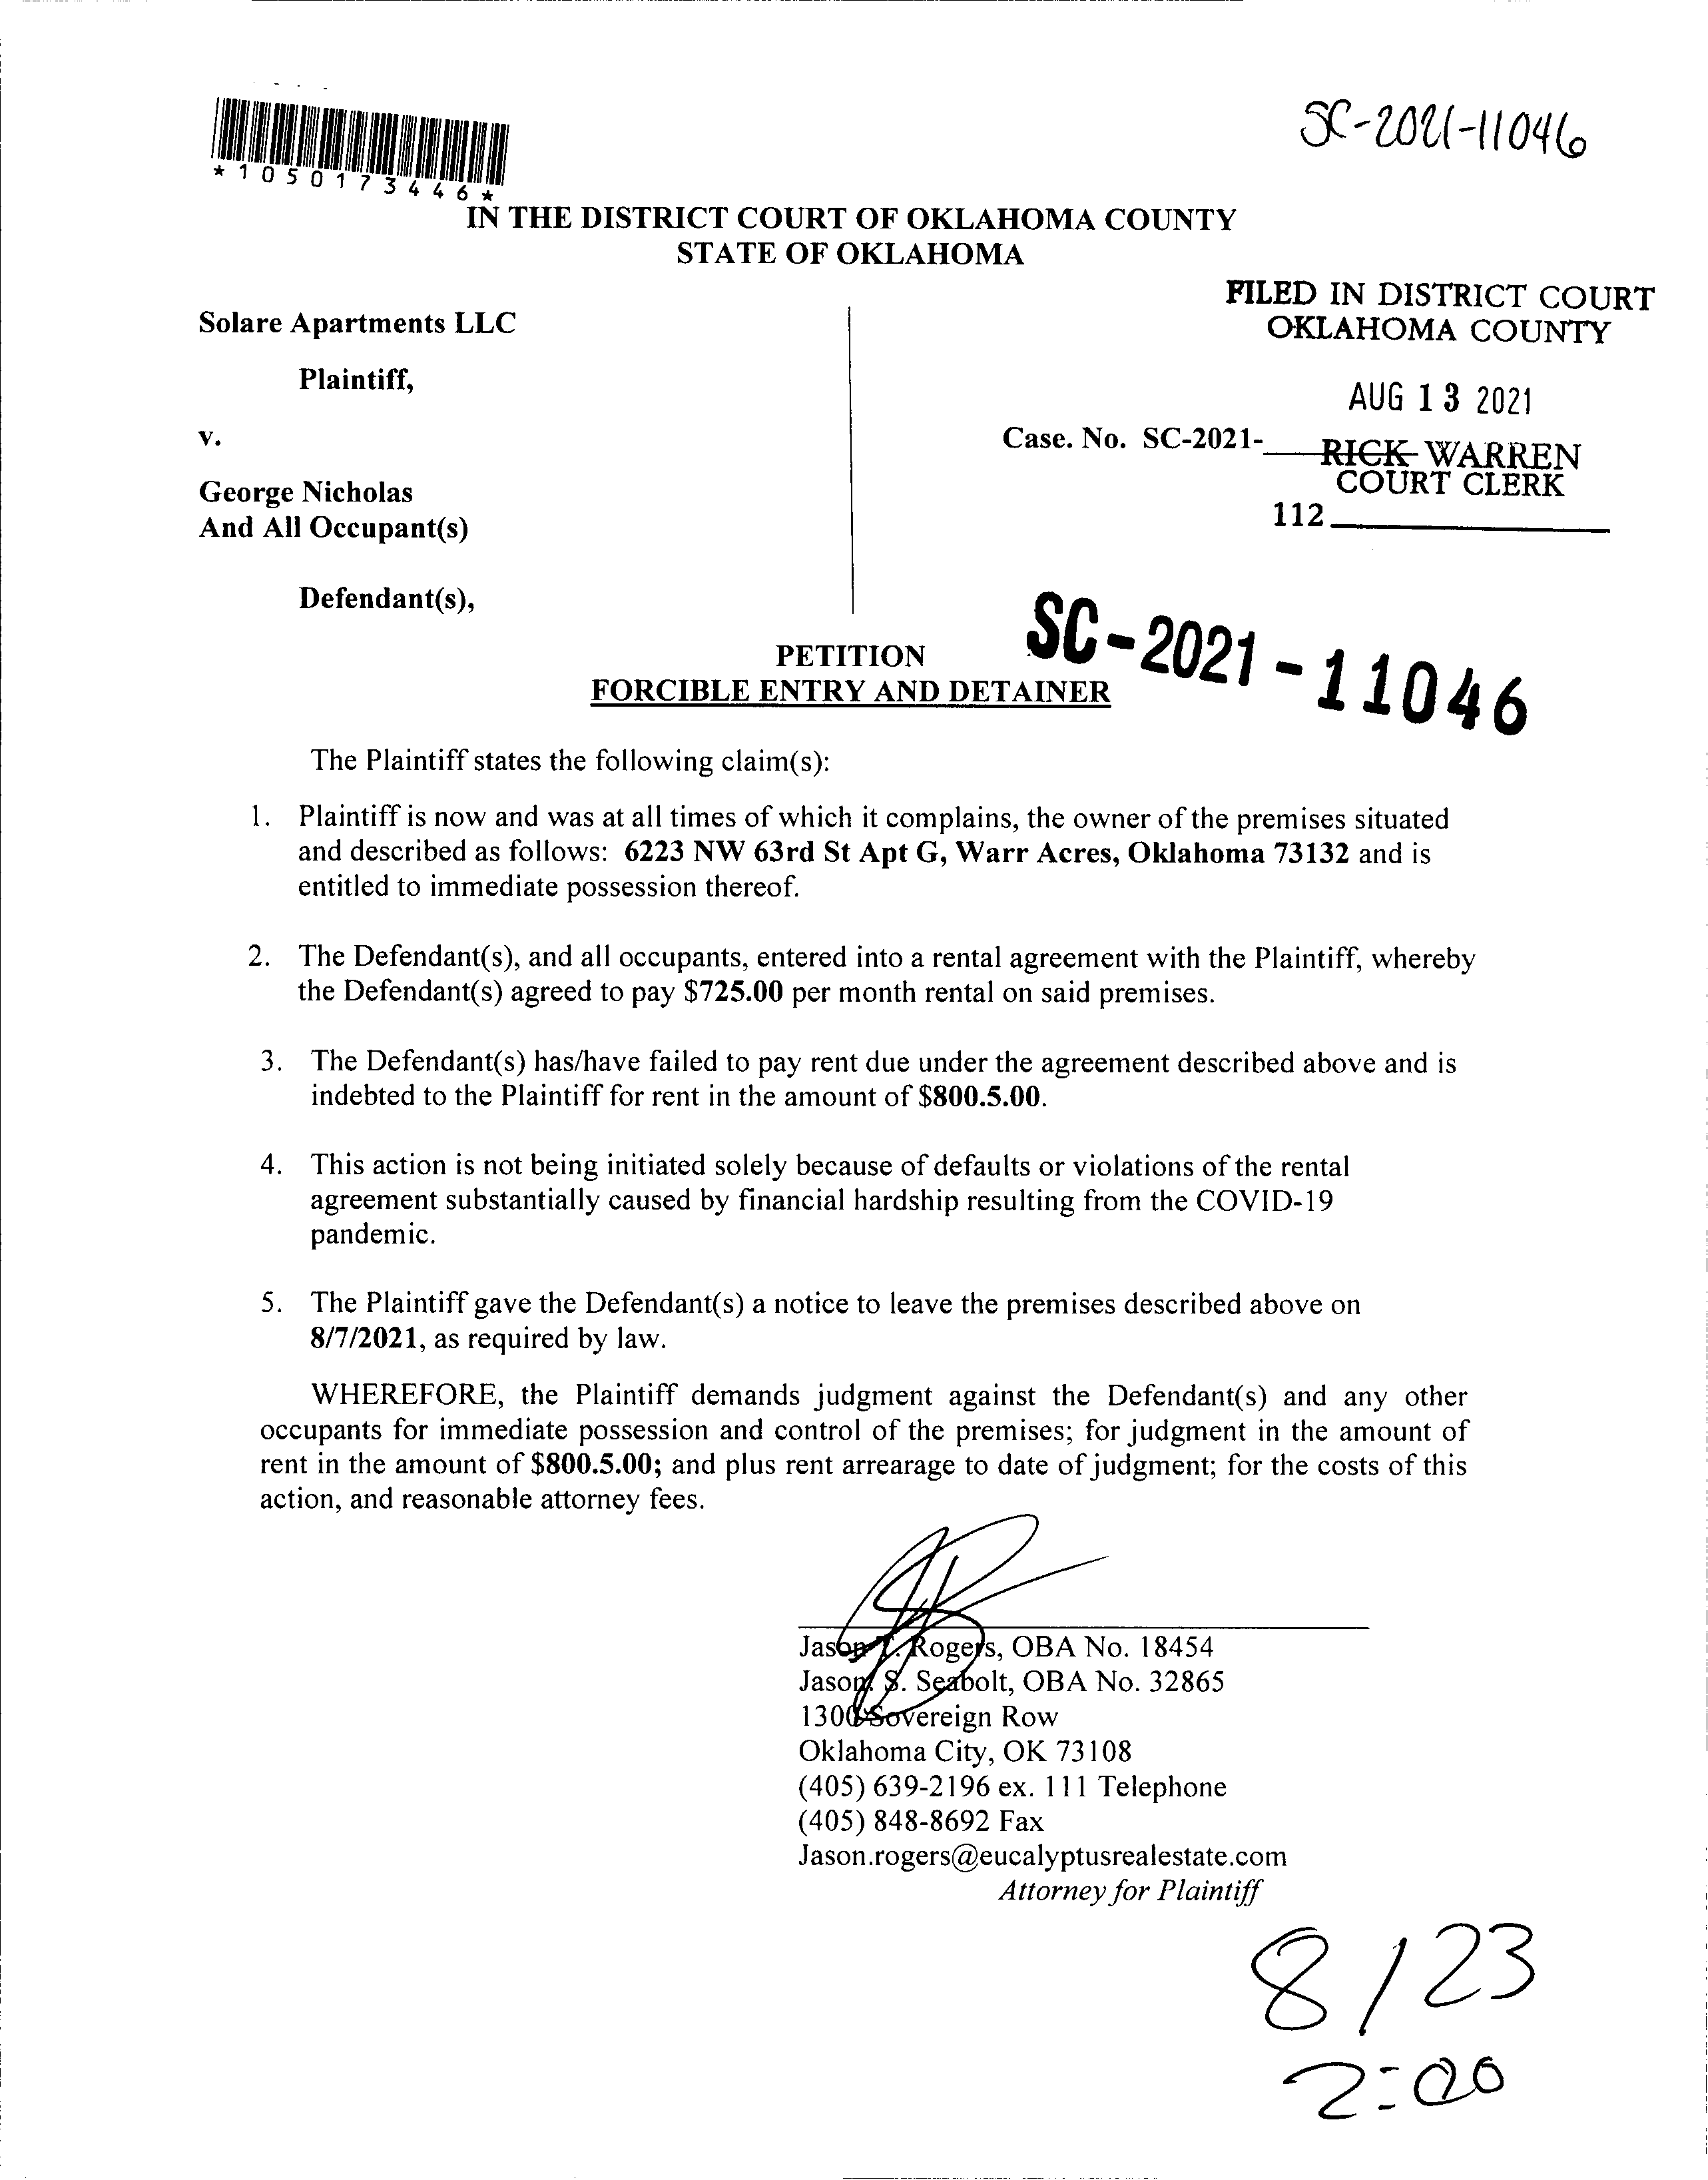 SC-2021-11046
*1050173446*
IN THE DISTRICT COURT OF OKLAHOMA COUNTY
STATE OF OKLAHOMA
FILED IN DISTRICT COURT
OKLAHOMA COUNTY
Solare Apartments LLC
Plaintiff,
AUG 13 2021
v.
Case. No. SC-2021-
RICK WARREN
COURT CLERK
George Nicholas
112
And All Occupant(s)
Defendant(s),
SC-2021-11046
PETITION
FORCIBLE ENTRY AND DETAINER
The Plaintiff states the following claim(s):
1. Plaintiff is now and was at all times of which it complains, the owner of the premises situated
and described as follows: 6223 NW 63rd St Apt G, Warr Acres, Oklahoma 73132 and is
entitled to immediate possession thereof.
2. The Defendant(s), and all occupants, entered into a rental agreement with the Plaintiff, whereby
the Defendant(s) agreed to pay $725.00 per month rental on said premises.
3. The Defendant(s) has/have failed to pay rent due under the agreement described above and is
indebted to the Plaintiff for rent in the amount of $800.5.00.
4. This action is not being initiated solely because of defaults or violations of the rental
agreement substantially caused by financial hardship resulting from the COVID-19
pandemic.
5. The Plaintiff gave the Defendant(s) a notice to leave the premises described above on
8/7/2021, as required by law.
WHEREFORE, the Plaintiff demands judgment against the Defendant(s) and any other
occupants for immediate possession and control of the premises; for judgment in the amount of
rent in the amount of $800.5.00; and plus rent arrearage to date of judgment; for the costs of this
action, and reasonable attorney fees.
Jason T. Rogers, OBA No. 18454
Jason. S. Seabolt, OBA No. 32865
1300 Sovereign Row
Oklahoma City, OK 73108
(405) 639-2196 ex. 111 Telephone
(405) 848-8692 Fax
Jason.rogers@eucalyptusrealestate.com
Attorney for Plaintiff
8/23
2:00